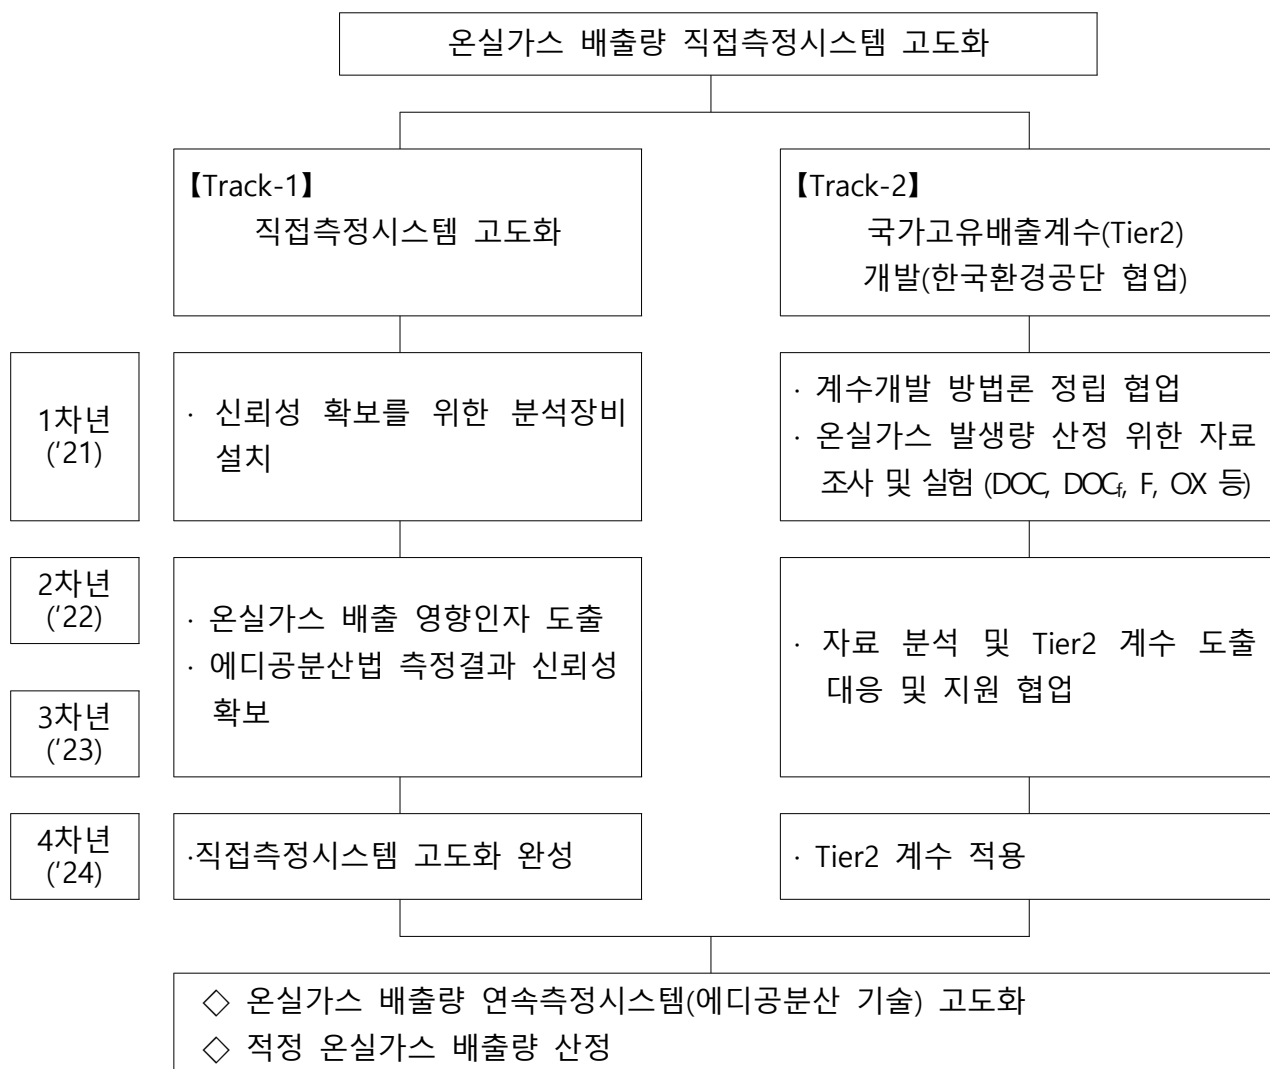 온실가스 배출량 직접측정시스템 고도화
【Track-1】
직접측정시스템 고도화
【Track-2】
국가고유배출계수(Tier2)
개발(한국환경공단 협업)
1차년
(‘21)
· 신뢰성 확보를 위한 분석장비
설치
· 계수개발 방법론 정립 협업
· 온실가스 발생량 산정 위한 자료
조사 및 실험 (DOC, DOCf, F, OX 등)
2차년
(‘22)
3차년
(‘23)
· 온실가스 배출 영향인자 도출
· 에디공분산법 측정결과 신뢰성
확보
· 자료 분석 및 Tier2 계수 도출
대응 및 지원 협업
4차년
(‘24)
·직접측정시스템 고도화 완성
· Tier2 계수 적용
◇ 온실가스 배출량 연속측정시스템(에디공분산 기술) 고도화
◇ 적정 온실가스 배출량 산정